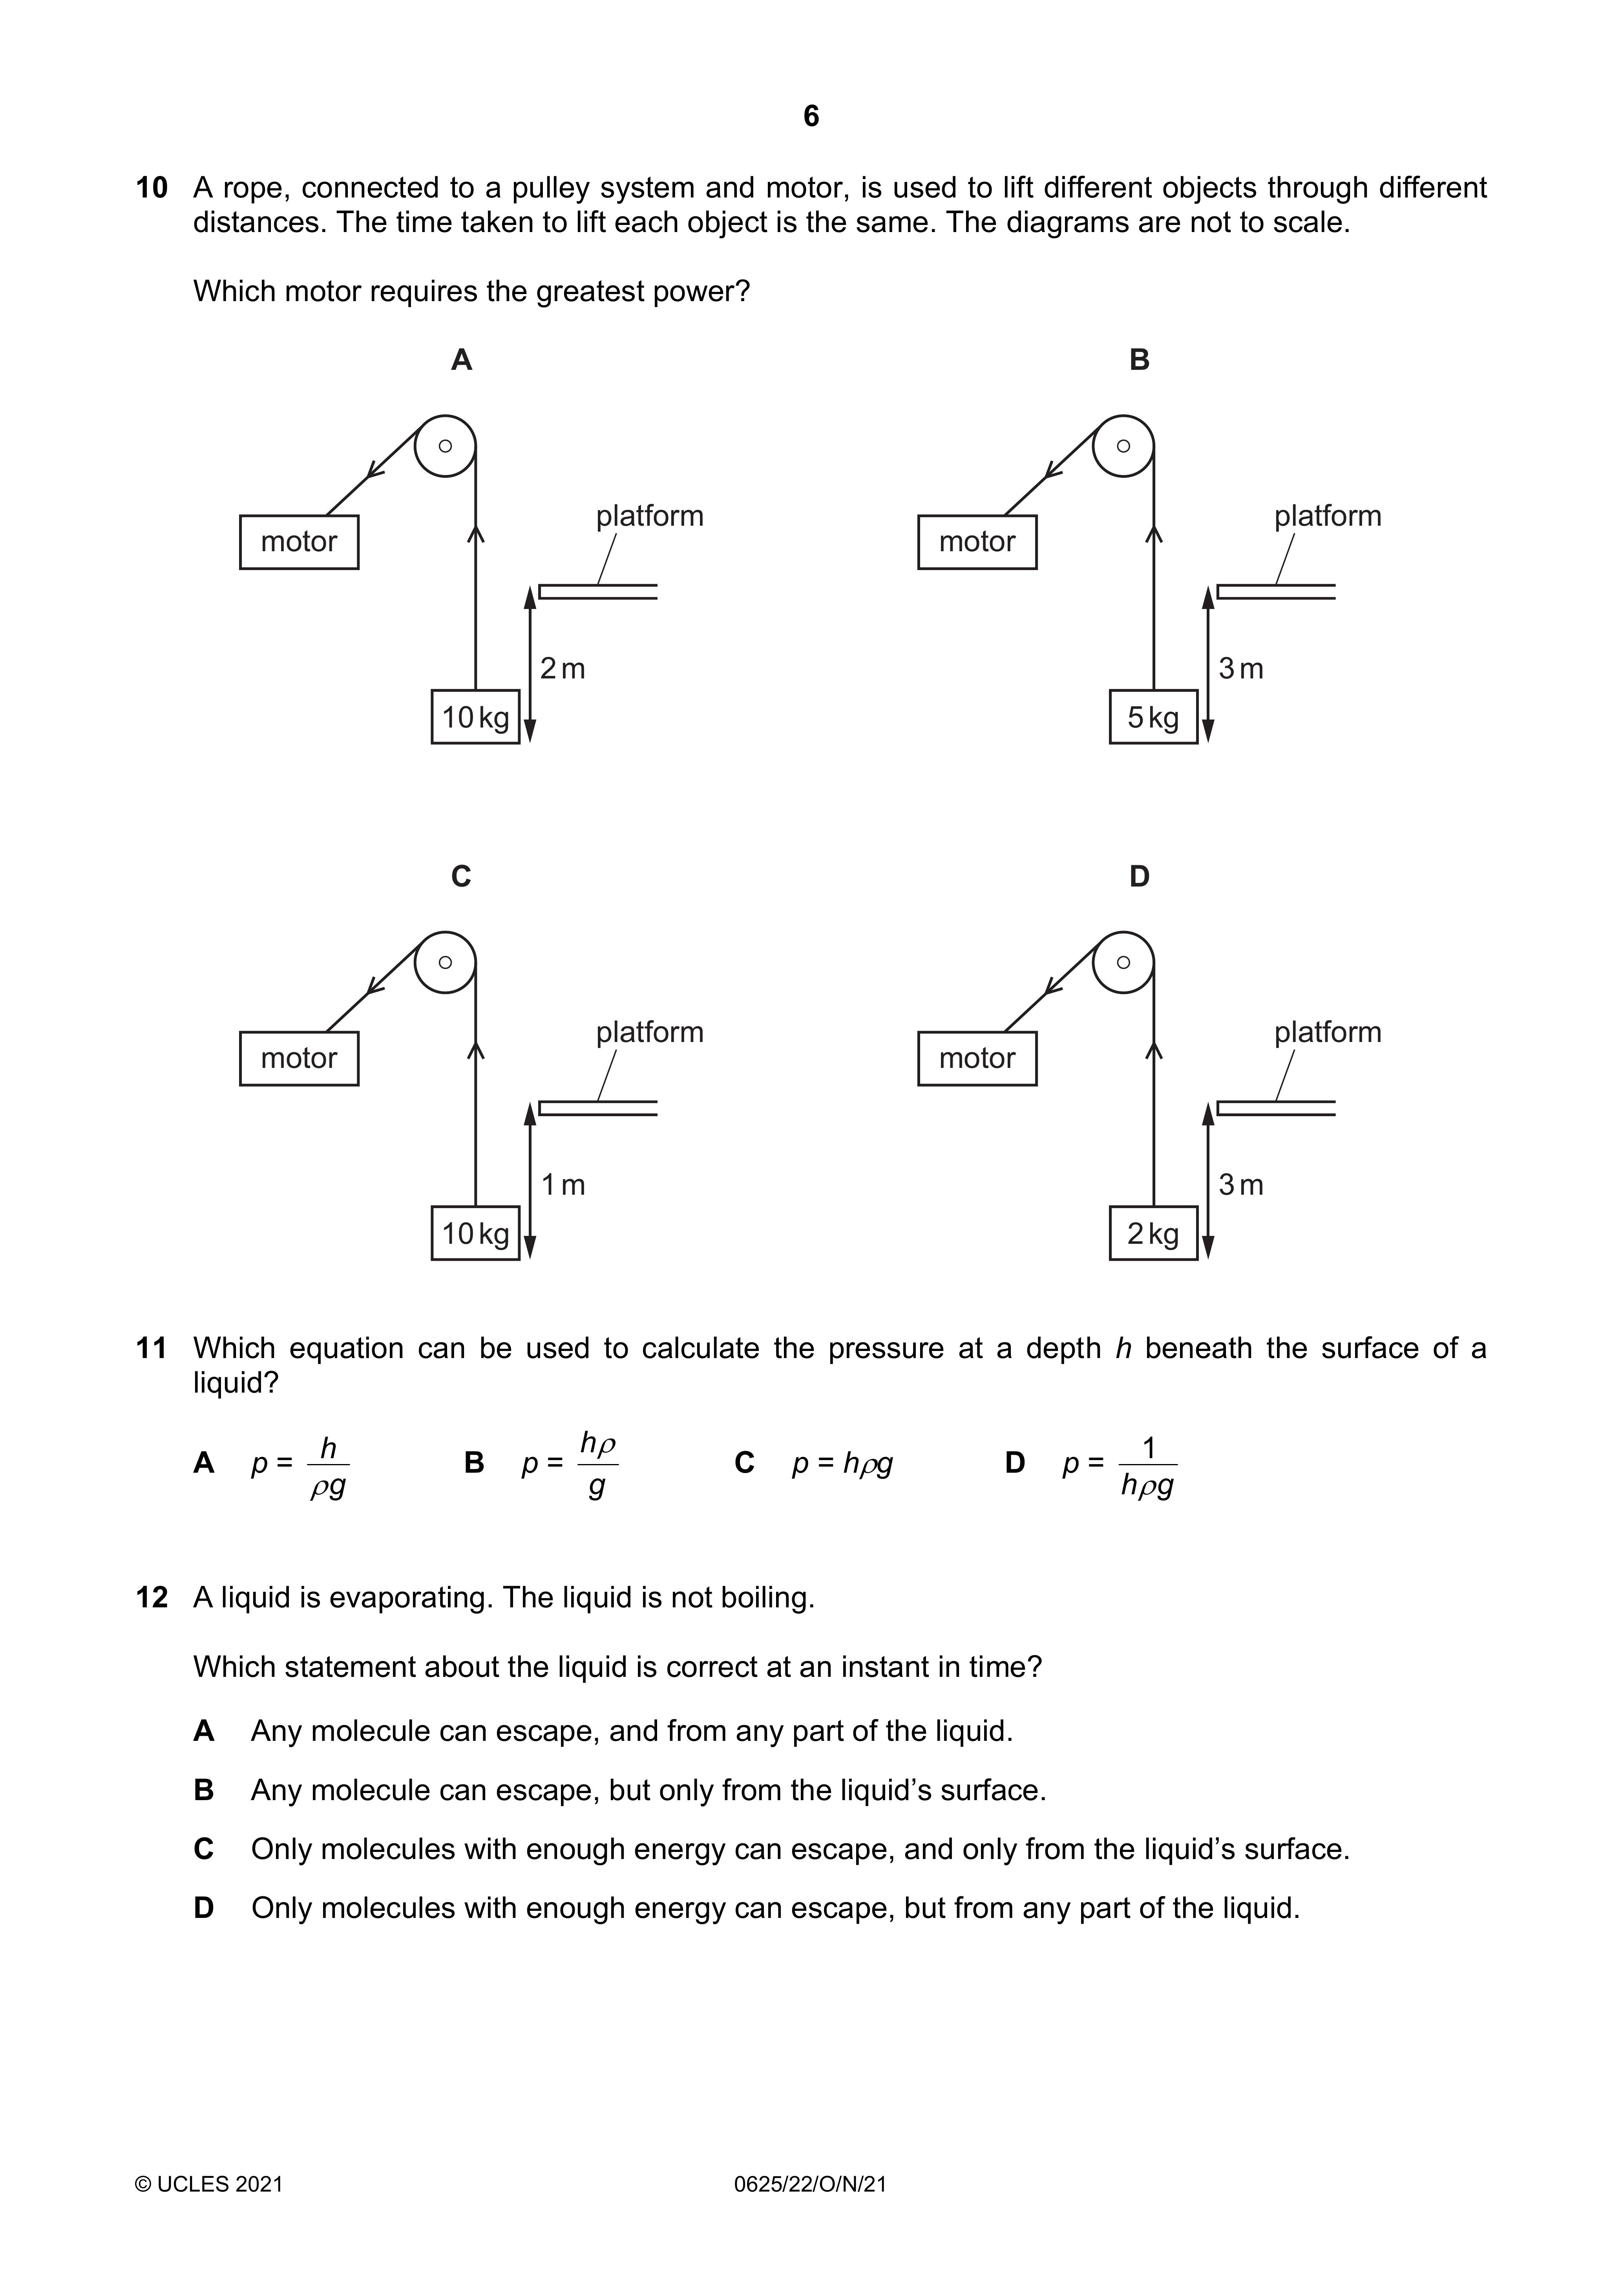 6
10 A rope, connected to a pulley system and motor, is used to lift different objects through different
distances. The time taken to lift each object is the same. The diagrams are not to scale.
Which motor requires the greatest power?
A
motor
platform
2 m
10 kg
B
motor
platform
3 m
5 kg
C
motor
platform
1 m
10 kg
D
motor
platform
3 m
2 kg
11 Which equation can be used to calculate the pressure at a depth h beneath the surface of a
liquid?
A p = h/ρg B p = hρ/g C p = hρg D p = 1/hρg
12 A liquid is evaporating. The liquid is not boiling.
Which statement about the liquid is correct at an instant in time?
A Any molecule can escape, and from any part of the liquid.
B Any molecule can escape, but only from the liquid’s surface.
C Only molecules with enough energy can escape, and only from the liquid’s surface.
D Only molecules with enough energy can escape, but from any part of the liquid.
© UCLES 2021 0625/22/O/N/21